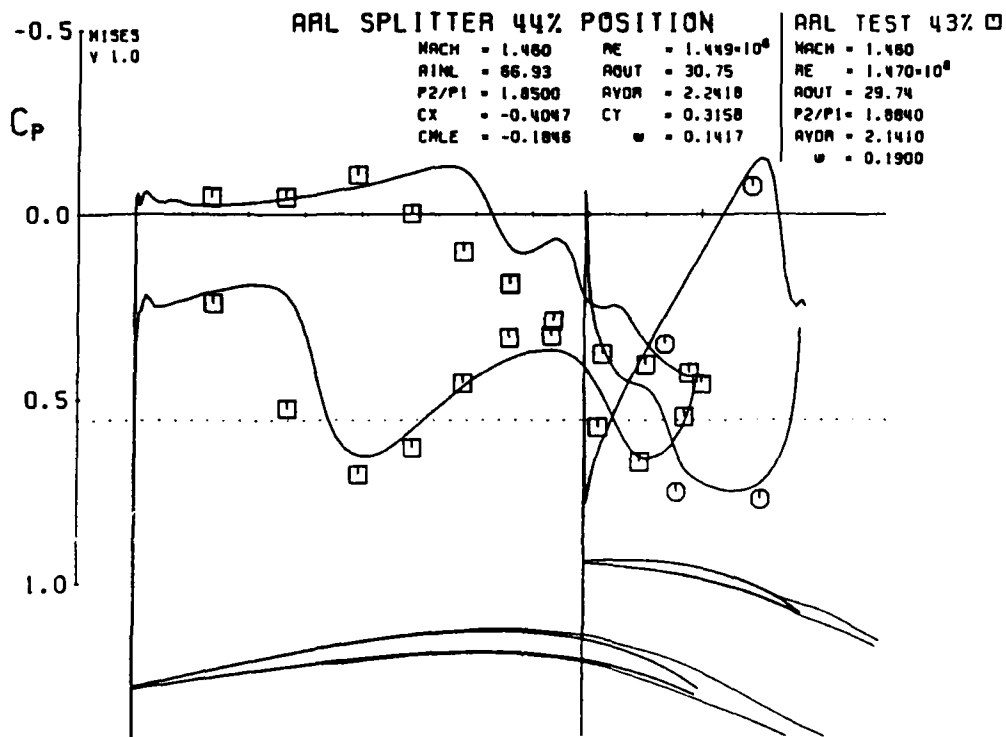 ARL SPLITTER 44% POSITION
MISES
V 1.0
MACH = 1.460 RE = 1.449*10⁶
AINL = 66.93 AOUT = 30.75
P2/P1 = 1.8500 AVDR = 2.2418
CX = -0.4047 CY = 0.3158
CMLE = -0.1846 ω = 0.1417
ARL TEST 43%
MACH = 1.460
RE = 1.470*10⁶
AOUT = 29.74
P2/P1= 1.8840
AVDR = 2.1410
ω = 0.1900
-0.5
CP
0.0
0.5
1.0